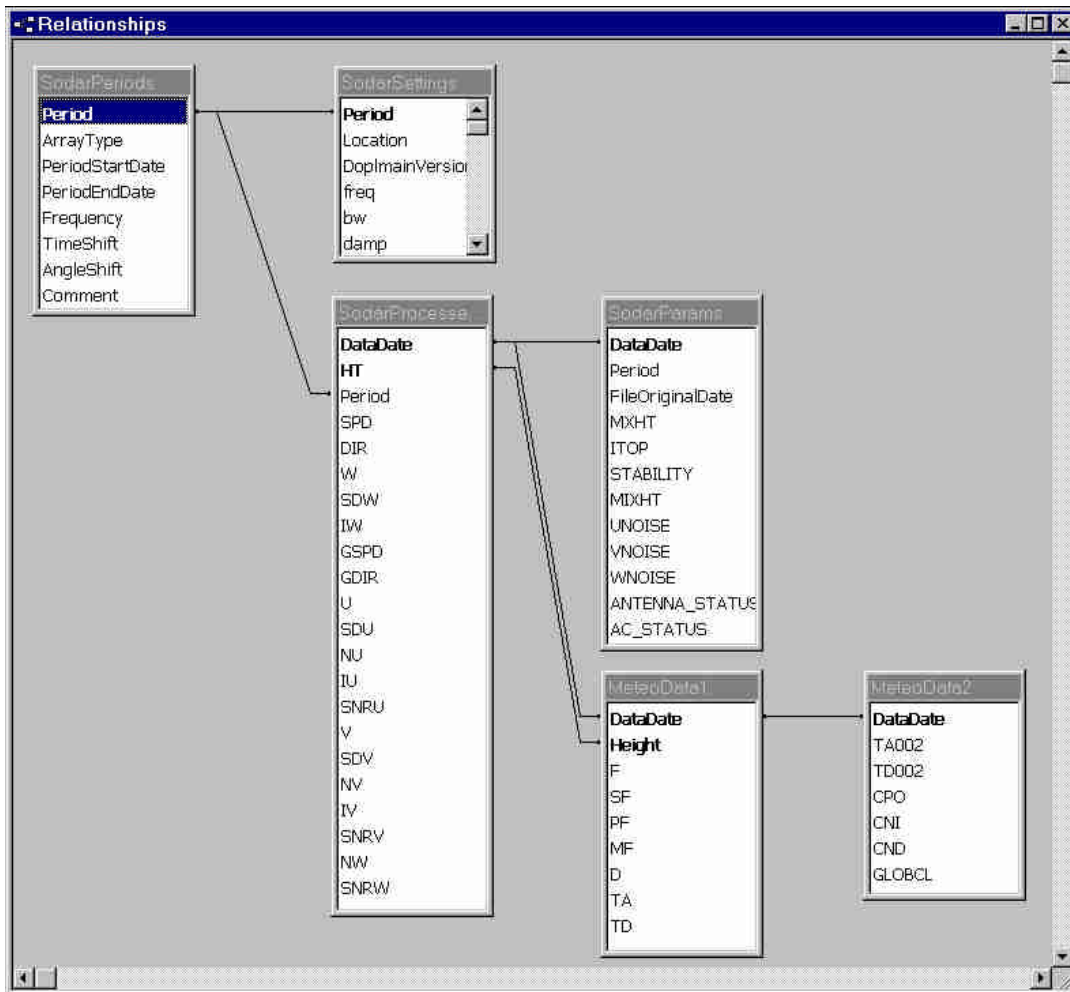 Relationships
SodarPeriods
Period
ArrayType
PeriodStartDate
PeriodEndDate
Frequency
TimeShift
AngleShift
Comment
SodarSettings
Period
Location
DoplmainVersion
freq
bw
damp
SodarProcesse
DataDate
HT
Period
SPD
DIR
W
SDW
IW
GSPD
GDIR
U
SDU
NU
IU
SNRU
V
SDV
NV
IV
SNRV
NW
SNRW
SodarParams
DataDate
Period
FileOriginalDate
MXHT
ITOP
STABILITY
MIXHT
UNOISE
VNOISE
WNOISE
ANTENNA_STATUS
AC_STATUS
MeteoData1
DataDate
Height
F
SF
PF
MF
D
TA
TD
MeteoData2
DataDate
TA002
TD002
CPO
CNI
CND
GLOBCL